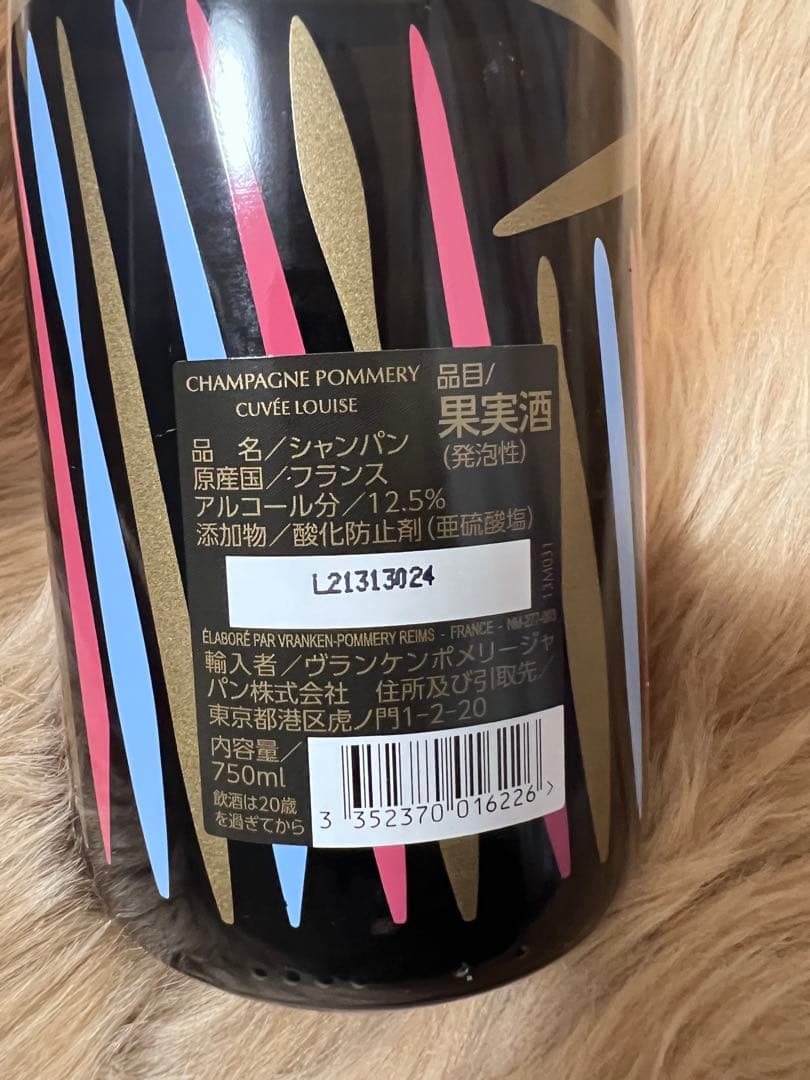 CHAMPAGNE POMMERY
CUVÉE LOUISE
品目/
果実酒
(発泡性)
品 名/シャンパン
原産国/フランス
アルコール分/12.5%
添加物/酸化防止剤(亜硫酸塩)
L21313024
13M031
ÉLABORÉ PAR VRANKEN-POMMERY REIMS - FRANCE -
輸入者/ヴランケンポメリージャ
パン株式会社 住所及び引取先/
東京都港区虎ノ門1-2-20
内容量/
750ml
飲酒は20歳
を過ぎてから
3 352370 016226 >